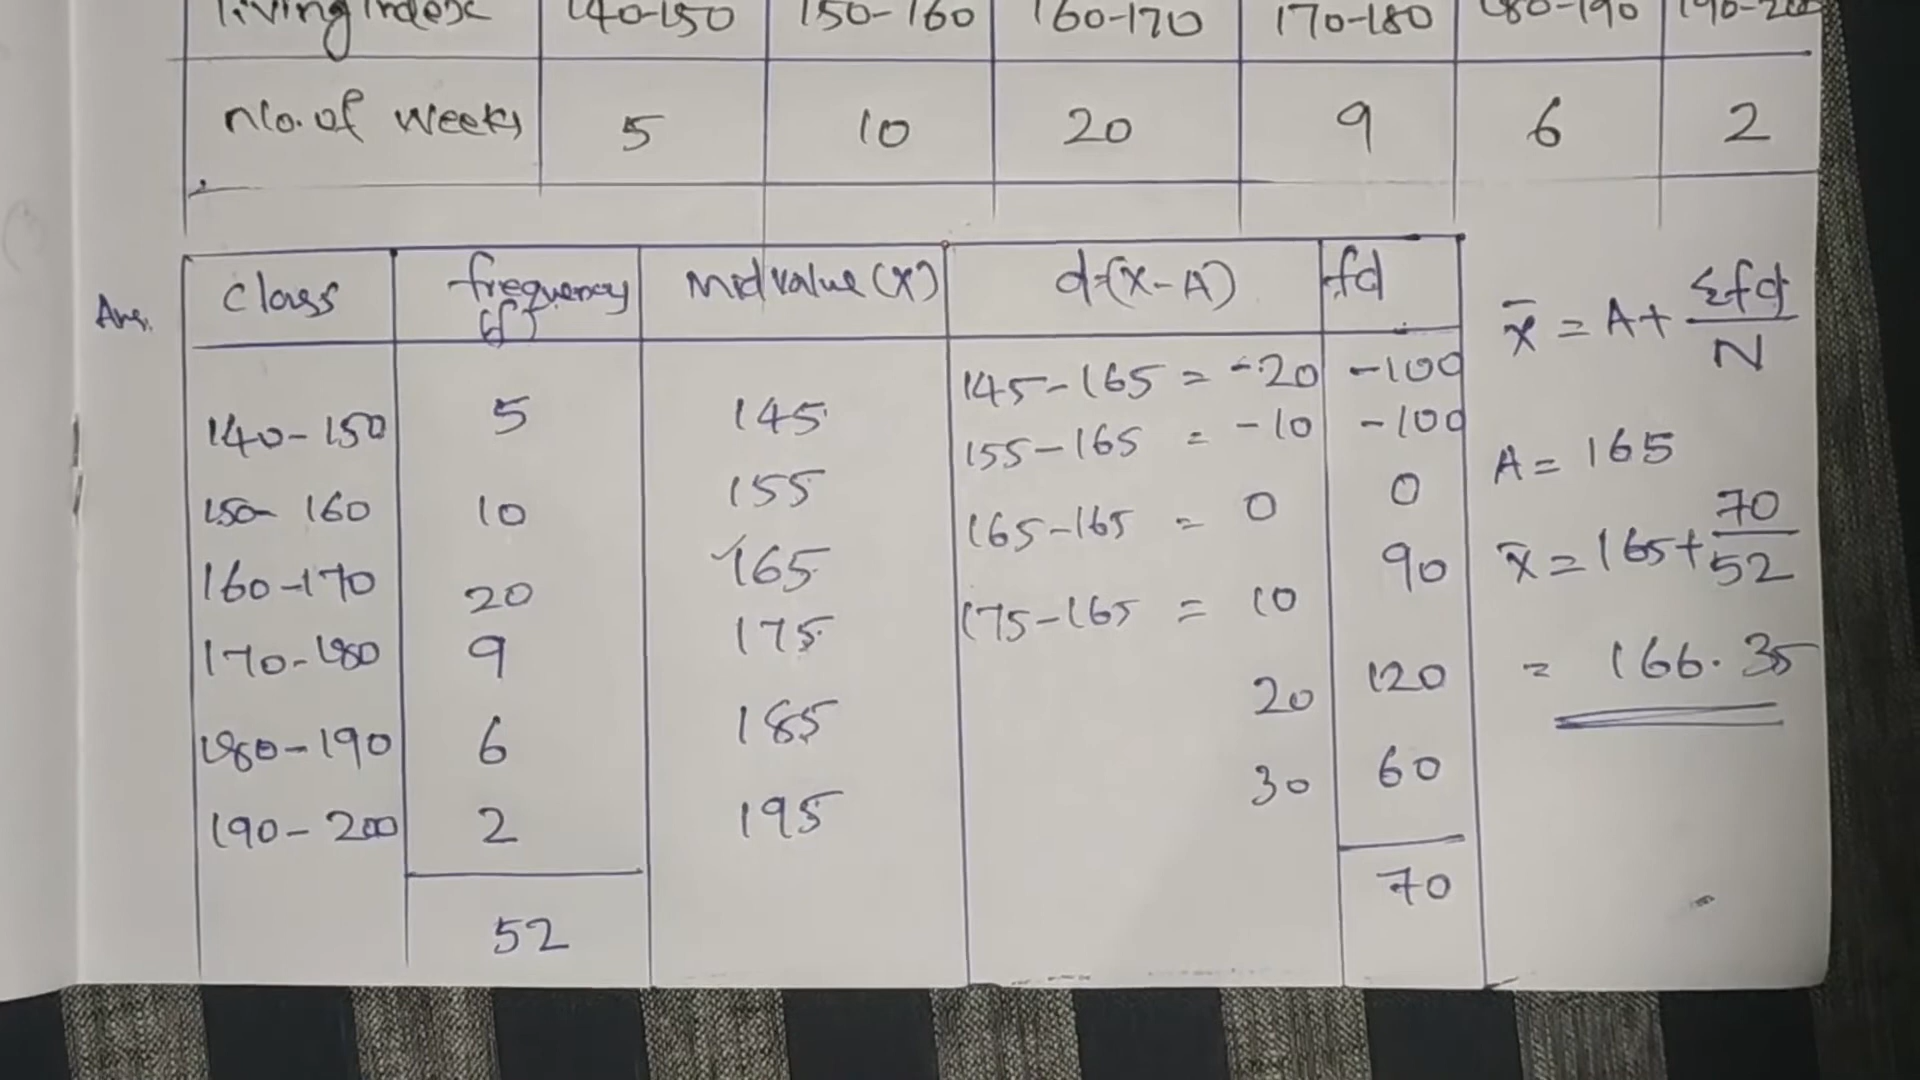 living index 140-150 150-160 160-170 170-180 180-190 190-200
No. of weeks 5 10 20 9 6 2
Ans.
class frequency (f) Mid value (x) d=(x-A) fd
140-150 5 145 145-165 = -20 -100
150-160 10 155 155-165 = -10 -100
160-170 20 165 165-165 = 0 0
170-180 9 175 175-165 = 10 90
180-190 6 185 20 120
190-200 2 195 30 60
52 70
x̄ = A+ Σfd/N
A = 165
x̄ = 165+ 70/52
= 166.35